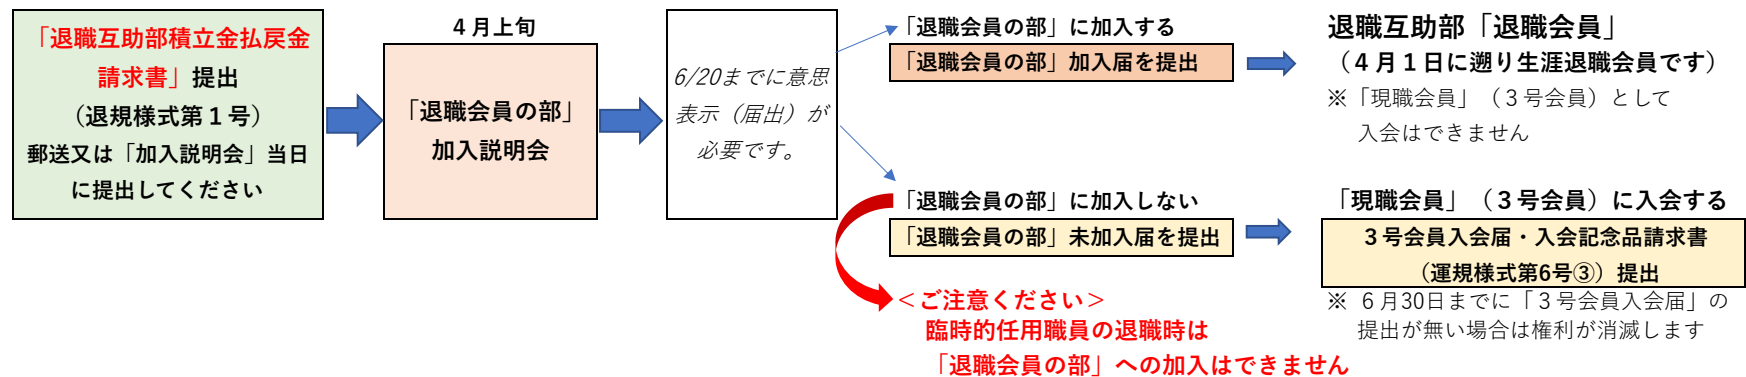 「退職互助部積立金払戻金
請求書」提出
（退規様式第１号）
郵送又は「加入説明会」当日
に提出してください
４月上旬
「退職会員の部」
加入説明会
6/20までに意思
表示（届出）が
必要です。
「退職会員の部」に加入する
「退職会員の部」加入届を提出
退職互助部「退職会員」
（４月１日に遡り生涯退職会員です）
※「現職会員」（３号会員）として
入会はできません
「退職会員の部」に加入しない
「退職会員の部」未加入届を提出
＜ご注意ください＞
臨時的任用職員の退職時は
「退職会員の部」への加入はできません
「現職会員」（３号会員）に入会する
３号会員入会届・入会記念品請求書
（運規様式第6号③）提出
※ ６月30日までに「３号会員入会届」の
提出が無い場合は権利が消滅します